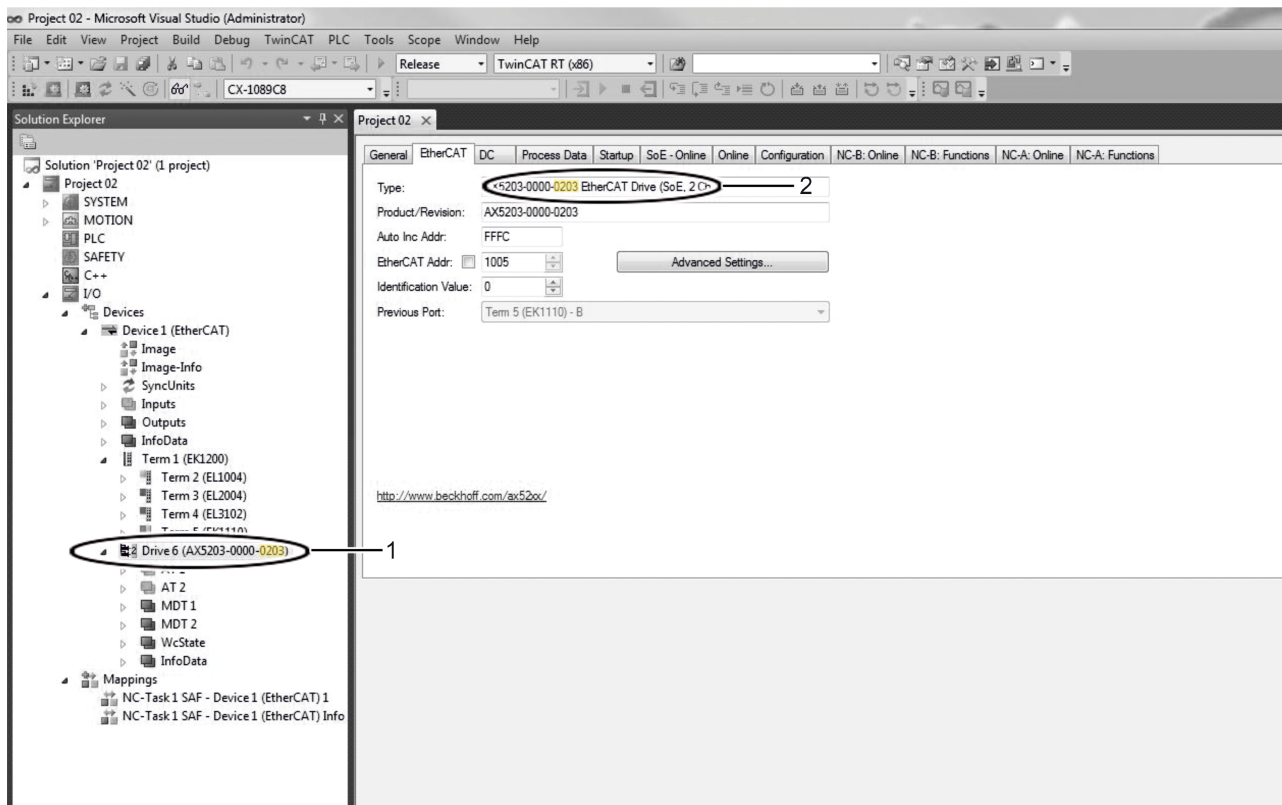 Project 02 - Microsoft Visual Studio (Administrator)
File Edit View Project Build Debug TwinCAT PLC Tools Scope Window Help
Release TwinCAT RT (x86)
CX-1089C8
Solution Explorer
Project 02
Solution 'Project 02' (1 project)
Project 02
SYSTEM
MOTION
PLC
SAFETY
C++
I/O
Devices
Device 1 (EtherCAT)
Image
Image-Info
SyncUnits
Inputs
Outputs
InfoData
Term 1 (EK1200)
Term 2 (EL1004)
Term 3 (EL2004)
Term 4 (EL3102)
Term 5 (EK1110)
Drive 6 (AX5203-0000-0203)
1
AT 2
MDT 1
MDT 2
WcState
InfoData
Mappings
NC-Task 1 SAF - Device 1 (EtherCAT) 1
NC-Task 1 SAF - Device 1 (EtherCAT) Info
General EtherCAT DC Process Data Startup SoE - Online Online Configuration NC-B: Online NC-B: Functions NC-A: Online NC-A: Functions
Type: 5203-0000-0203 EtherCAT Drive (SoE, 2 2
Product/Revision: AX5203-0000-0203
Auto Inc Addr: FFFC
EtherCAT Addr: 1005 Advanced Settings...
Identification Value: 0
Previous Port: Term 5 (EK1110) - B
http://www.beckhoff.com/ax52xx/